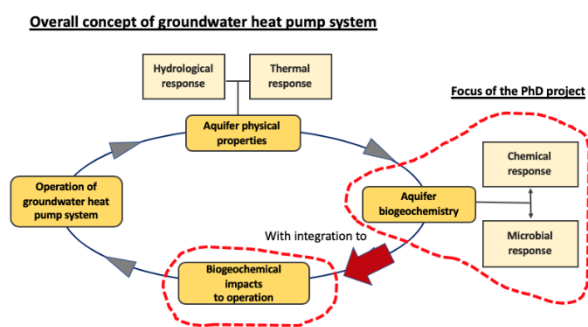 Overall concept of groundwater heat pump system
Hydrological
response
Thermal
response
Focus of the PhD project
Aquifer physical
properties
Chemical
response
Operation of
groundwater heat
pump system
Aquifer
biogeochemistry
Microbial
response
With integration to
Biogeochemical
impacts
to operation